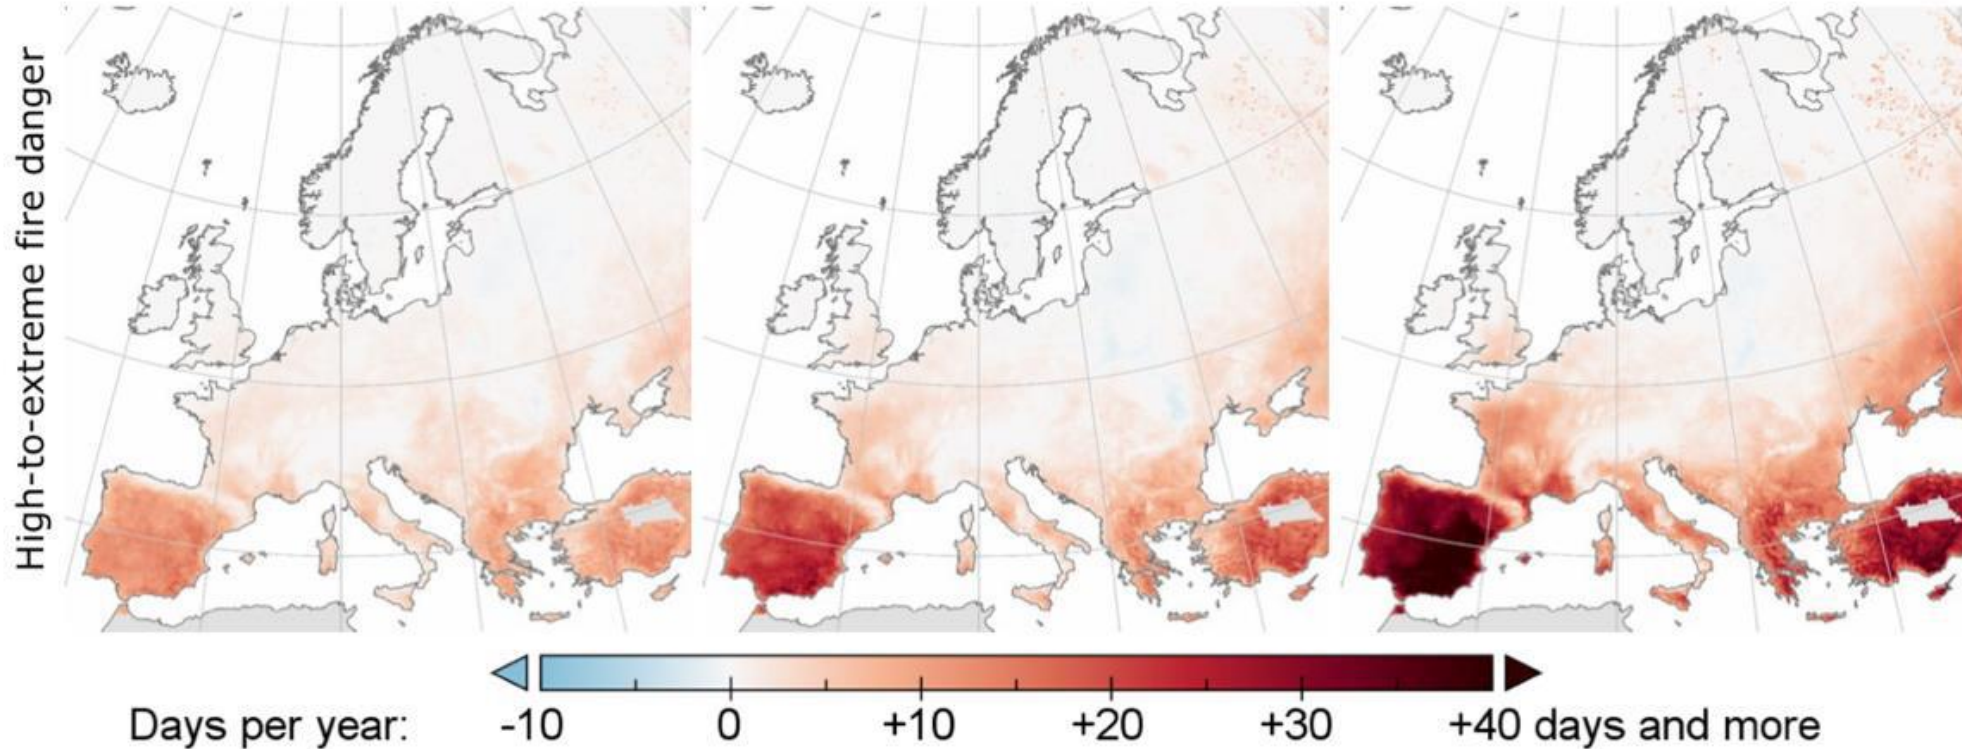 High-to-extreme fire danger
Days per year: -10 0 +10 +20 +30 +40 days and more